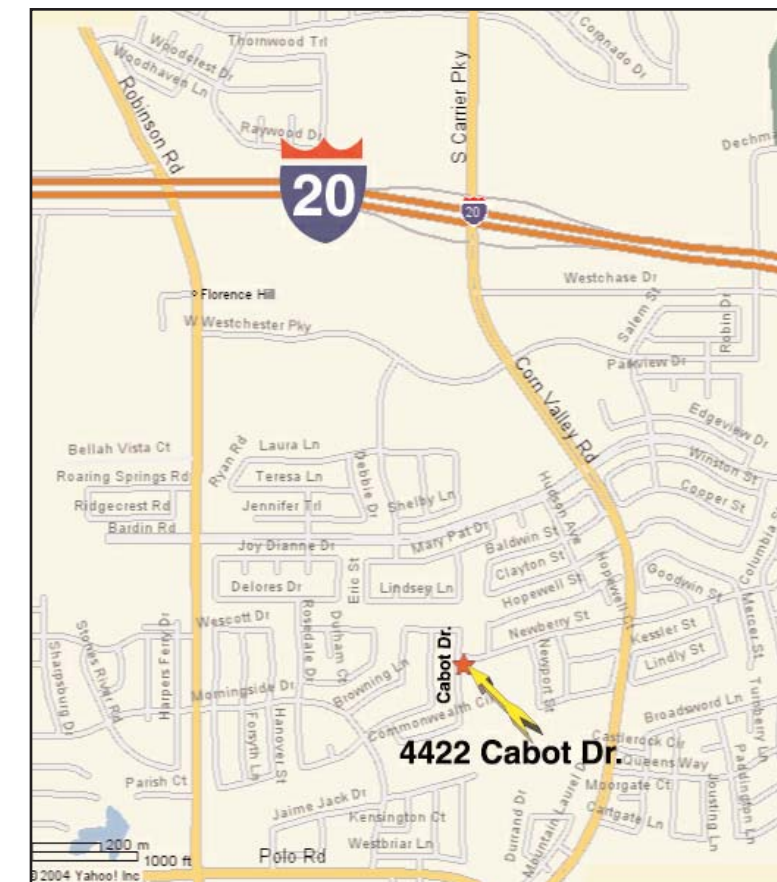 Thornwood Trl
Coronado Dr
Woodcrest Dr
Woodhaven Ln
Robinson Rd
S Carrier Pky
Raywood Dr
20
20
Westchase Dr
Florence Hill
Salem St
Robin Dr
W Westchester Pky
Parkview Dr
Corn Valley Rd
Edgeview Dr
Bellah Vista Ct
Ryan Rd
Laura Ln
Winston St
Roaring Springs Rd
Teresa Ln
Debbie Dr
Copper St
Ridgecrest Rd
Jennifer Trl
Shelby Ln
Hudson Ave
Bardin Rd
Mary Pat Dr
Baldwin St
Joy Dianne Dr
Clayton St
Columbia S
Eric St
Delores Dr
Lindsey Ln
Hopewell St
Hopewell Ct
Goodwin St
Mercer St
Wescott Dr
Rosedale Dr
Durham Ct
Newberry St
Kessler St
Sharpsburg Dr
Stones River Rd
Harpers Ferry Dr
Cabot Dr.
Newport St
Lindly St
Morningside Dr
Browning Ln
Forsyth Ln
Hanover St
Commonwealth Cir
Broadsword Ln
Turnberry Ln
4422 Cabot Dr.
Castlerock Cir
Queens Way
Paddington
Parish Ct
Moorgate Ct
Jousting Ln
Jaime Jack Dr
Kensington Ct
Cartgate Ln
Durrand Dr
Mountain Laurel D
Westbriar Ln
200 m
1000 ft
Polo Rd
©2004 Yahoo! Inc